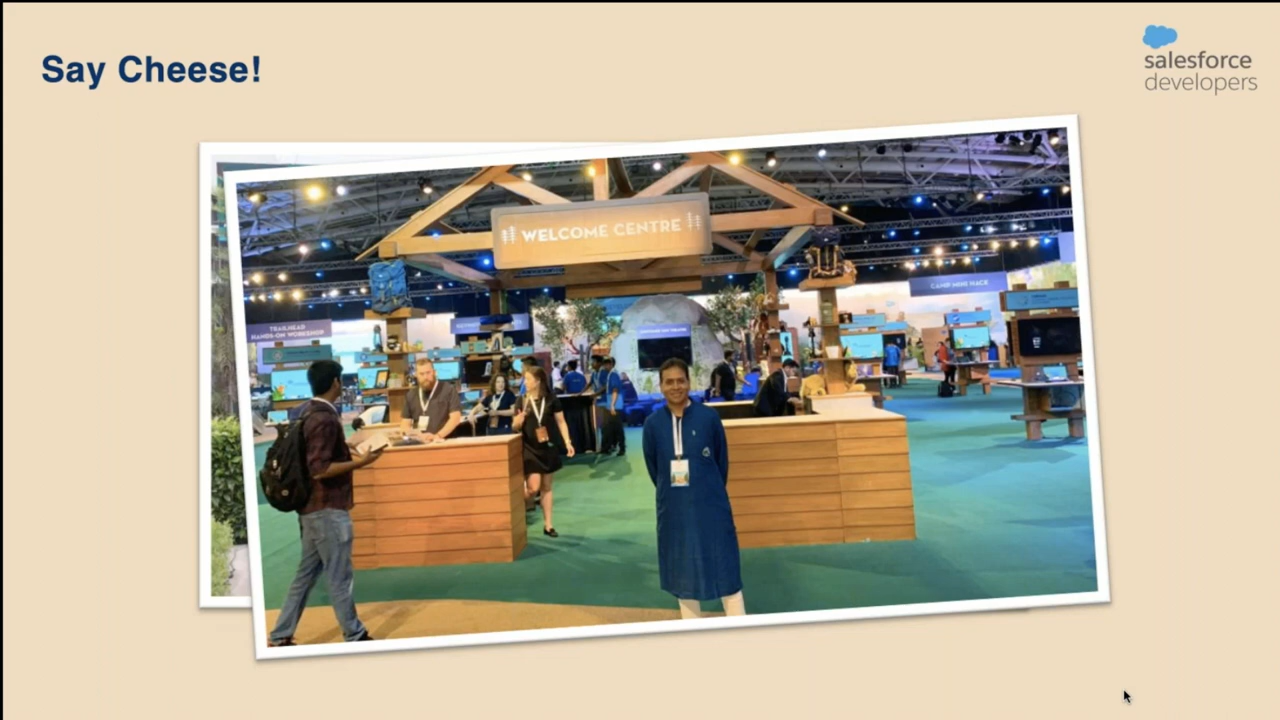 Say Cheese!
salesforce
developers
WELCOME CENTRE
CAMP MINI HACK
TRAILHEAD
HANDS-ON WORKSHOP